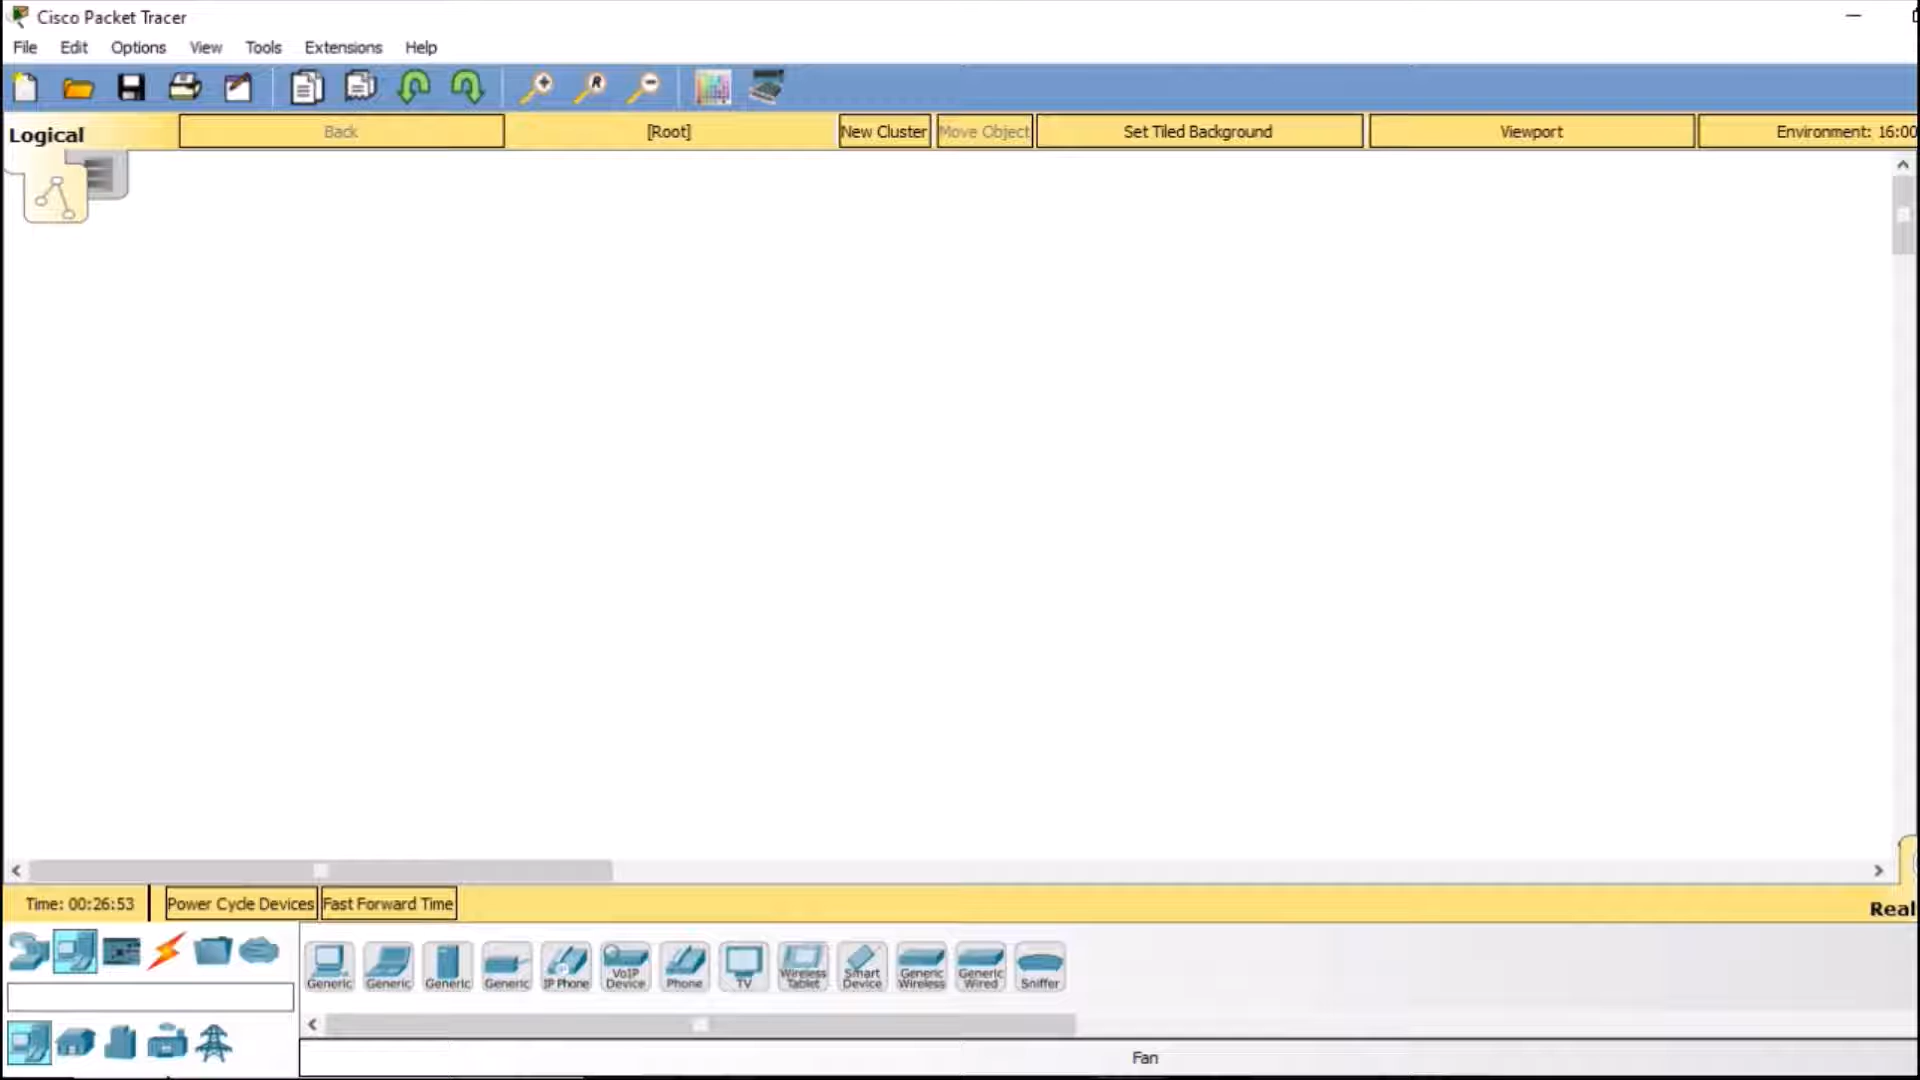 Cisco Packet Tracer
File Edit Options View Tools Extensions Help
R
Logical Back [Root] New Cluster Move Object Set Tiled Background Viewport Environment: 16:00
Time: 00:26:53 Power Cycle Devices Fast Forward Time Real
Generic Generic Generic Generic IP Phone VoIP Device Phone TV Wireless Tablet Smart Device Generic Wireless Generic Wired Sniffer
Fan